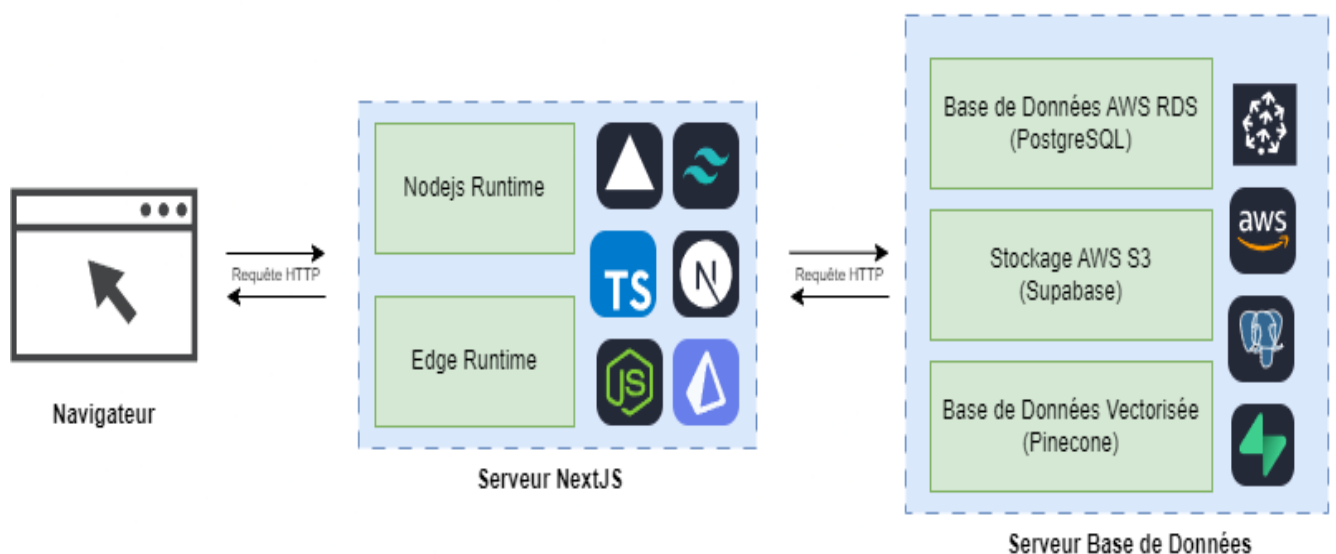 Navigateur
Requête HTTP
Nodejs Runtime
Edge Runtime
TS
N
JS
Serveur NextJS
Requête HTTP
Base de Données AWS RDS
(PostgreSQL)
Stockage AWS S3
(Supabase)
Base de Données Vectorisée
(Pinecone)
aws
Serveur Base de Données